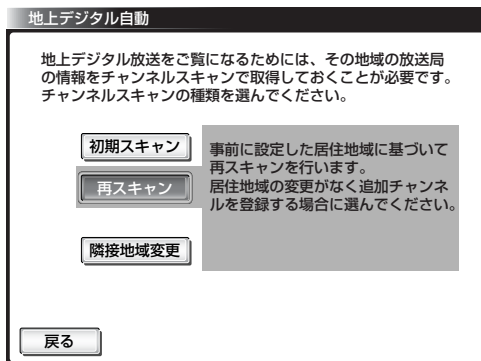 地上デジタル自動
地上デジタル放送をご覧になるためには、その地域の放送局
の情報をチャンネルスキャンで取得しておくことが必要です。
チャンネルスキャンの種類を選んでください。
初期スキャン
再スキャン
隣接地域変更
事前に設定した居住地域に基づいて
再スキャンを行います。
居住地域の変更がなく追加チャンネ
ルを登録する場合に選んでください。
戻る